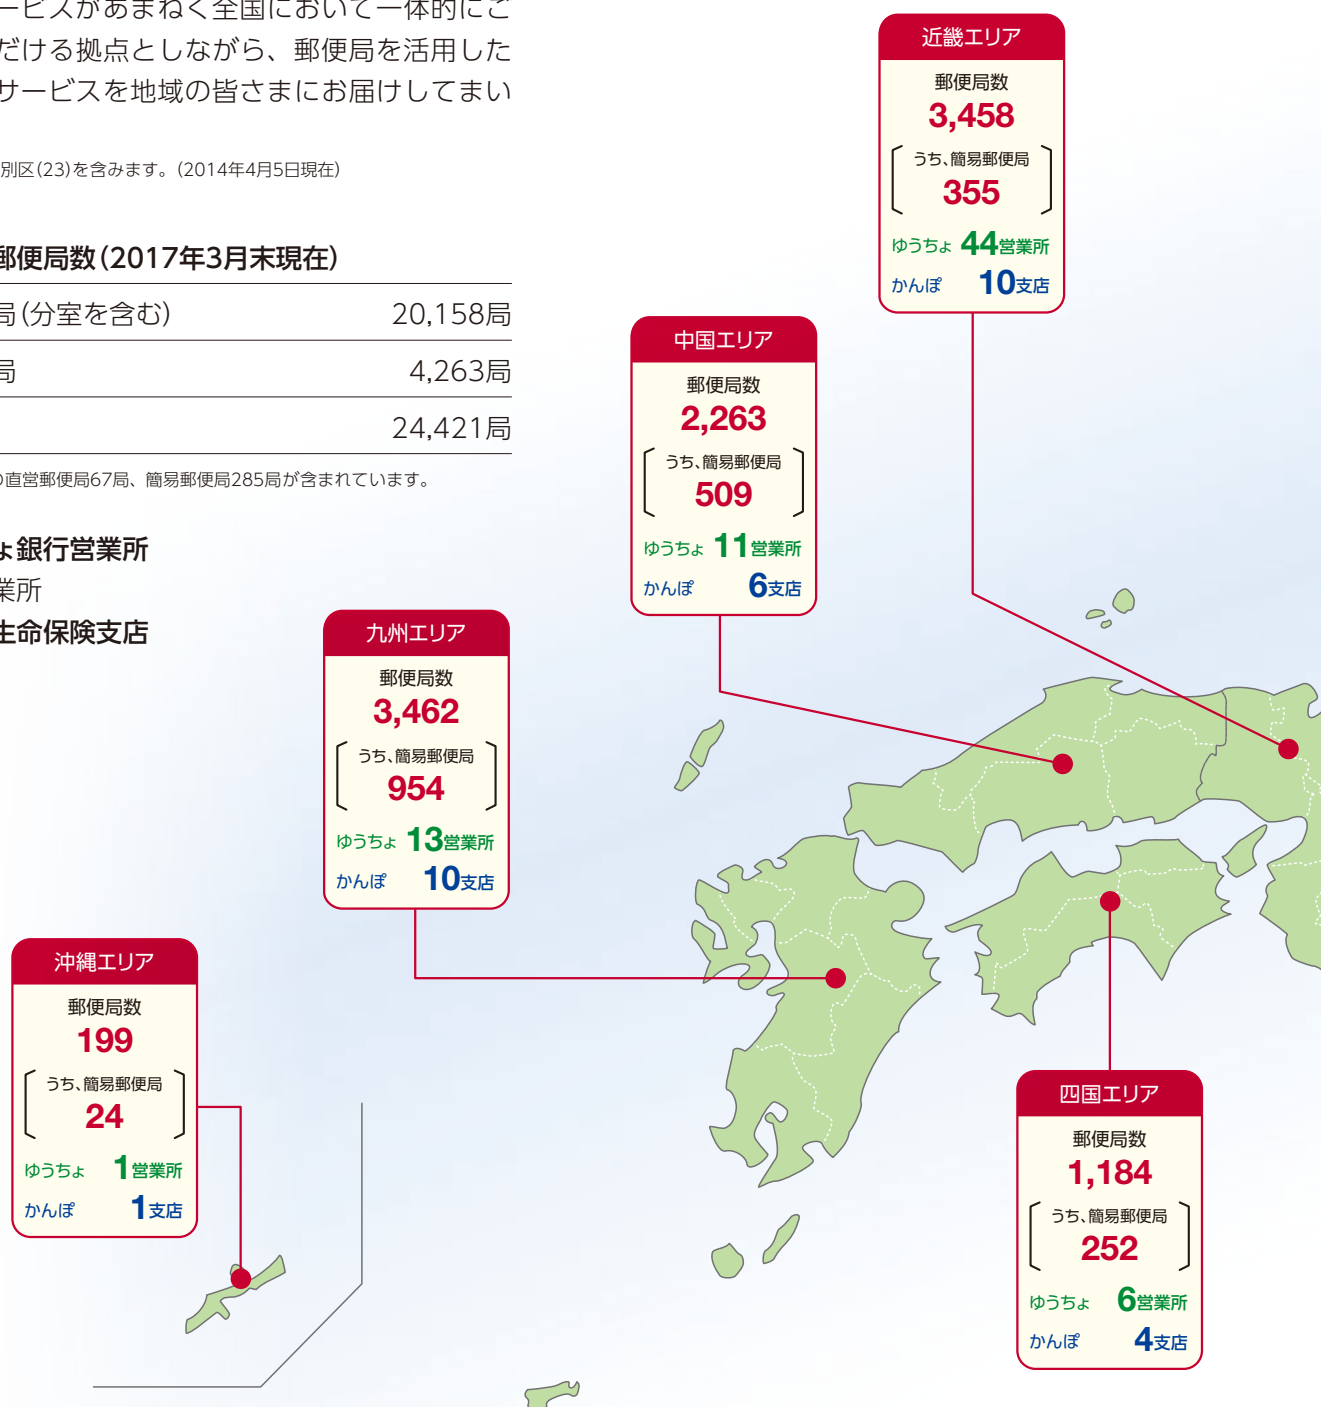 ービスがあまねく全国において一体的にご
だける拠点としながら、郵便局を活用した
サービスを地域の皆さまにお届けしてまい
別区(23)を含みます。(2014年4月5日現在)
郵便局数(2017年3月末現在)
局(分室を含む) 20,158局
局 4,263局
24,421局
の直営郵便局67局、簡易郵便局285局が含まれています。
ょ銀行営業所
業所
生命保険支店
近畿エリア
郵便局数
3,458
うち、簡易郵便局
355
ゆうちょ 44営業所
かんぽ 10支店
中国エリア
郵便局数
2,263
うち、簡易郵便局
509
ゆうちょ 11営業所
かんぽ 6支店
九州エリア
郵便局数
3,462
うち、簡易郵便局
954
ゆうちょ 13営業所
かんぽ 10支店
沖縄エリア
郵便局数
199
うち、簡易郵便局
24
ゆうちょ 1営業所
かんぽ 1支店
四国エリア
郵便局数
1,184
うち、簡易郵便局
252
ゆうちょ 6営業所
かんぽ 4支店